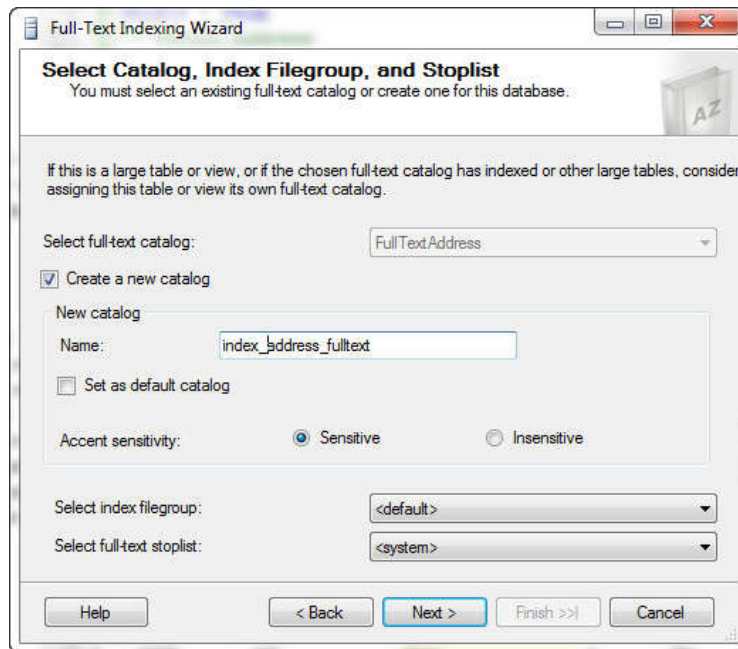 Full-Text Indexing Wizard
Select Catalog, Index Filegroup, and Stoplist
You must select an existing full-text catalog or create one for this database.
AZ
If this is a large table or view, or if the chosen full-text catalog has indexed or other large tables, consider
assigning this table or view its own full-text catalog.
Select full-text catalog: FullTextAddress
Create a new catalog
New catalog
Name: index_address_fulltext
Set as default catalog
Accent sensitivity: Sensitive Insensitive
Select index filegroup: <default>
Select full-text stoplist: <system>
Help < Back Next > Finish >>| Cancel